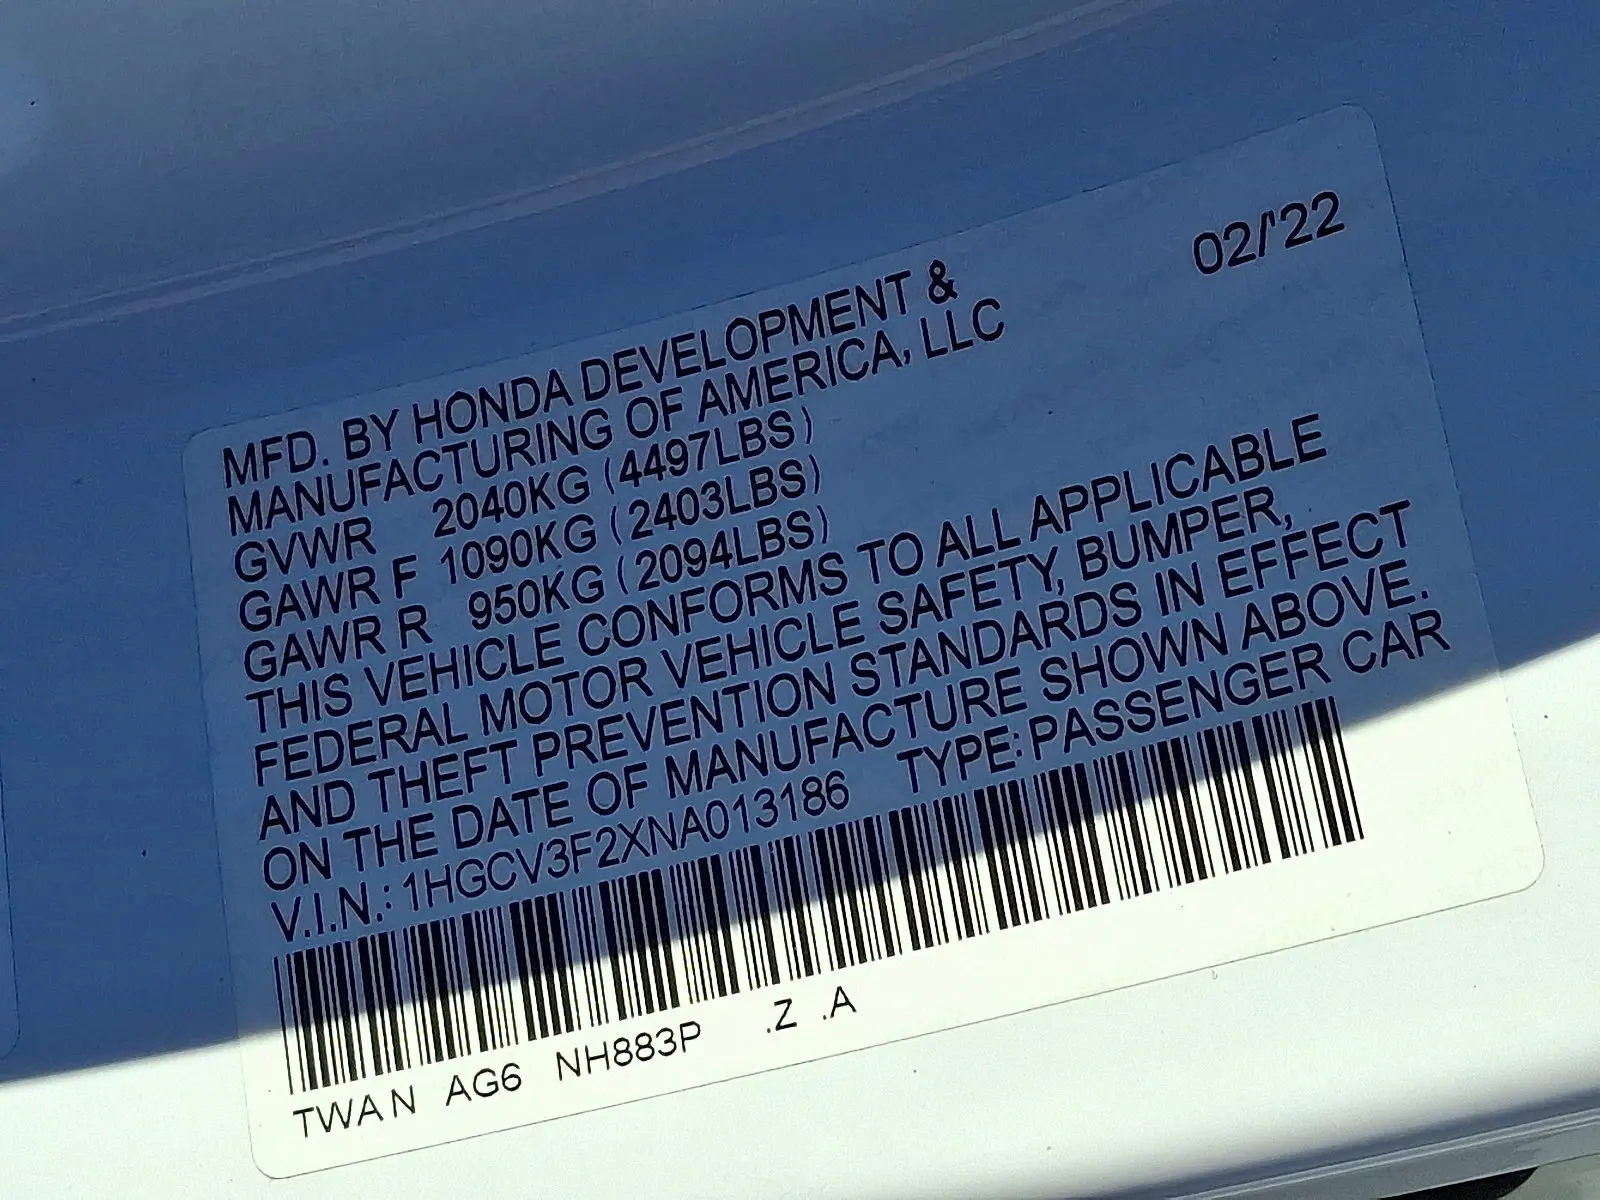 02/'22
MFD. BY HONDA DEVELOPMENT &
MANUFACTURING OF AMERICA, LLC
GVWR 2040KG (4497LBS)
GAWR F 1090KG (2403LBS)
GAWR R 950KG (2094LBS)
THIS VEHICLE CONFORMS TO ALL APPLICABLE
FEDERAL MOTOR VEHICLE SAFETY, BUMPER,
AND THEFT PREVENTION STANDARDS IN EFFECT
ON THE DATE OF MANUFACTURE SHOWN ABOVE.
V.I.N.: 1HGCV3F2XNA013186 TYPE: PASSENGER CAR
TWAN AG6 NH883P .Z .A